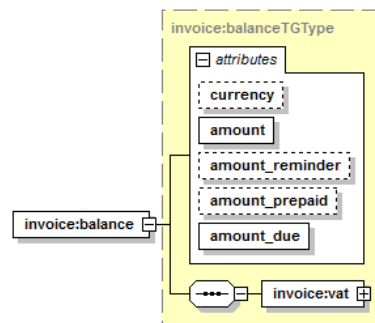 invoice:balanceTGType
attributes
currency
amount
amount_reminder
amount_prepaid
invoice:balance
amount_due
invoice:vat